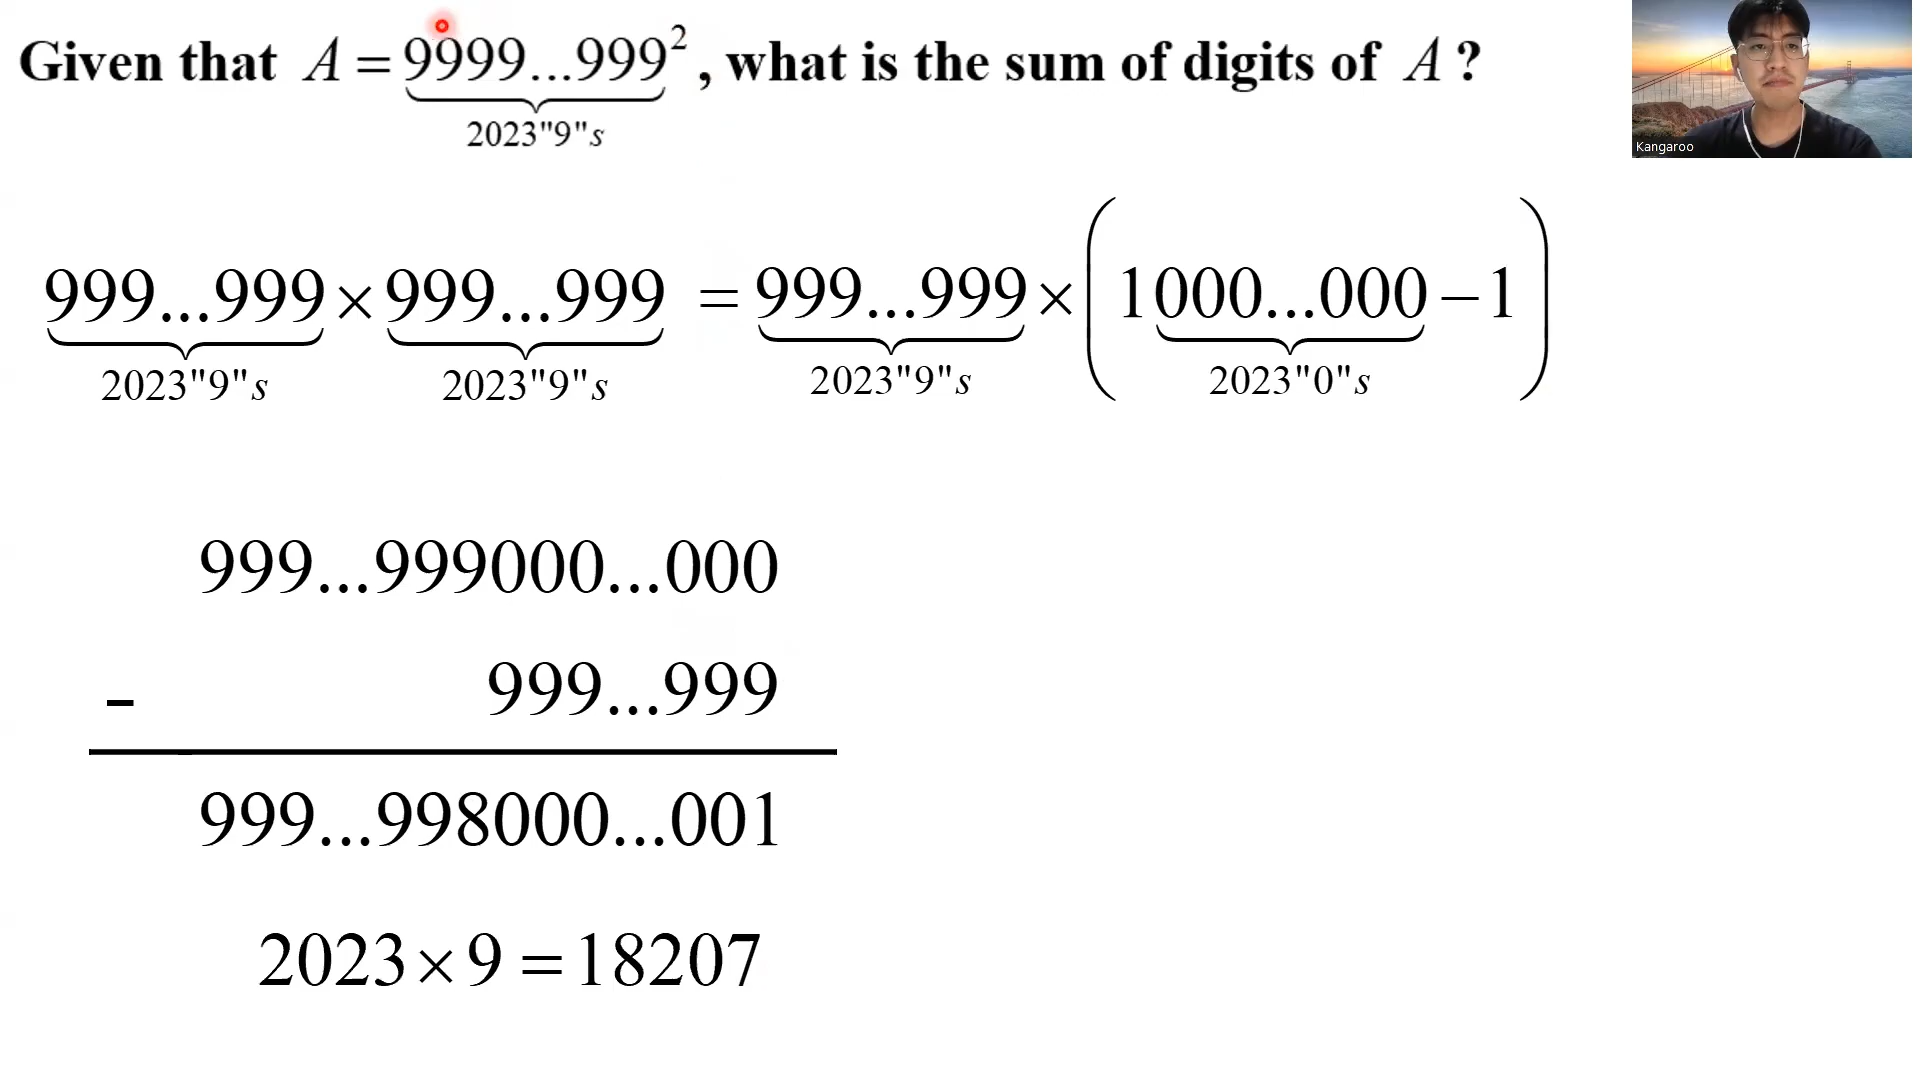 Given that A = 9999...999², what is the sum of digits of A ?
2023"9"s
Kangaroo
999...999 × 999...999 = 999...999 × (1000...000 − 1)
2023"9"s 2023"9"s 2023"9"s 2023"0"s
999...999000...000
- 999...999
999...998000...001
2023 × 9 = 18207